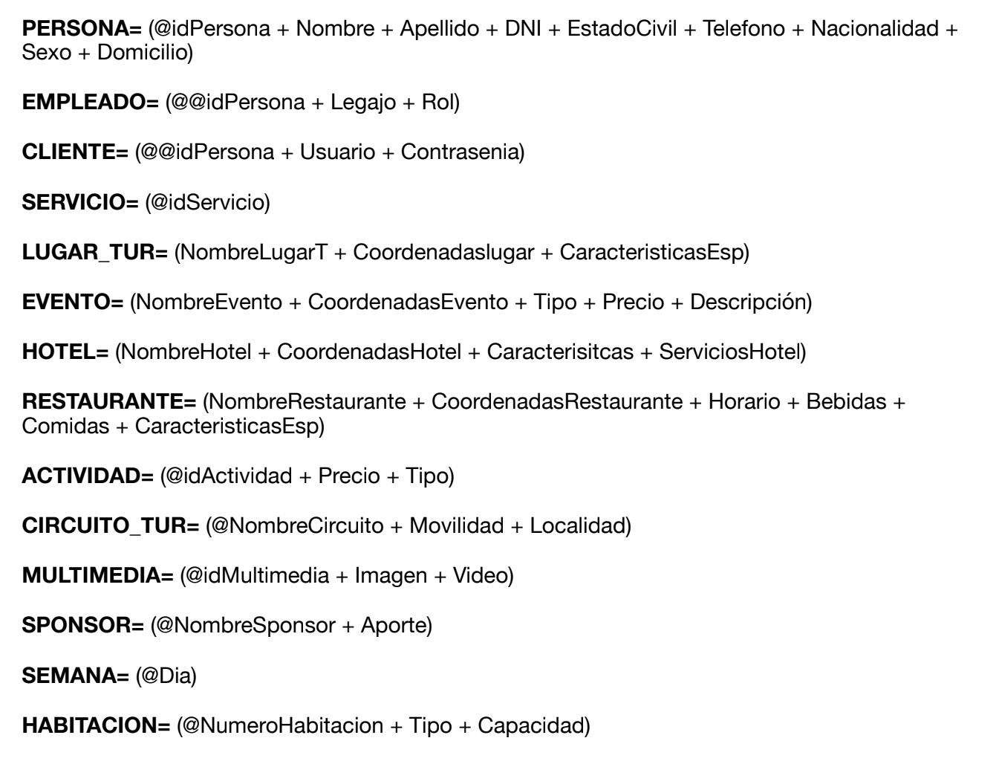 PERSONA= (@idPersona + Nombre + Apellido + DNI + EstadoCivil + Telefono + Nacionalidad +
Sexo + Domicilio)
EMPLEADO= (@@idPersona + Legajo + Rol)
CLIENTE= (@@idPersona + Usuario + Contrasenia)
SERVICIO= (@idServicio)
LUGAR_TUR= (NombreLugarT + Coordenadaslugar + CaracteristicasEsp)
EVENTO= (NombreEvento + CoordenadasEvento + Tipo + Precio + Descripción)
HOTEL= (NombreHotel + CoordenadasHotel + Caracterisitcas + ServiciosHotel)
RESTAURANTE= (NombreRestaurante + CoordenadasRestaurante + Horario + Bebidas +
Comidas + CaracteristicasEsp)
ACTIVIDAD= (@idActividad + Precio + Tipo)
CIRCUITO_TUR= (@NombreCircuito + Movilidad + Localidad)
MULTIMEDIA= (@idMultimedia + Imagen + Video)
SPONSOR= (@NombreSponsor + Aporte)
SEMANA= (@Dia)
HABITACION= (@NumeroHabitacion + Tipo + Capacidad)